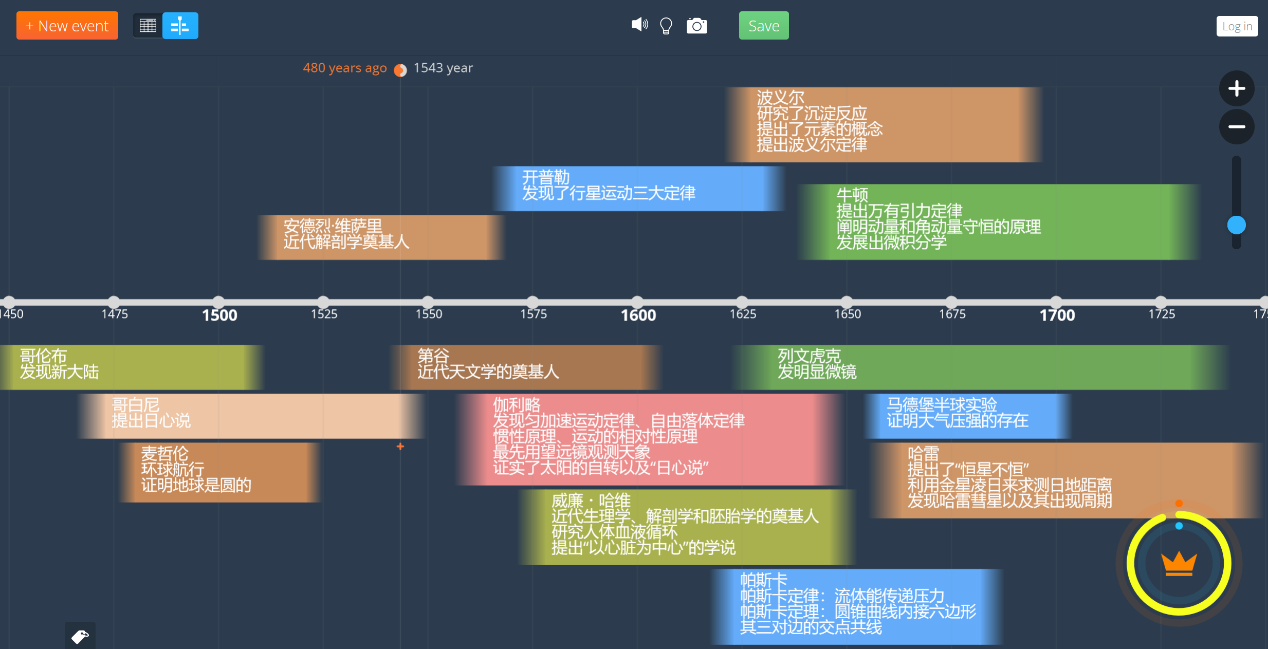 + New event
Save
Log in
480 years ago
1543 year
波义尔
研究了沉淀反应
提出了元素的概念
提出波义尔定律
开普勒
发现了行星运动三大定律
牛顿
提出万有引力定律
阐明动量和角动量守恒的原理
发展出微积分学
安德烈·维萨里
近代解剖学奠基人
1450
1475
1500
1525
1550
1575
1600
1625
1650
1675
1700
1725
哥伦布
发现新大陆
第谷
近代天文学的奠基人
列文虎克
发明显微镜
哥白尼
提出日心说
伽利略
发现匀加速运动定律、自由落体定律
惯性原理、运动的相对性原理
最先用望远镜观测天象
证实了太阳的自转以及“日心说”
马德堡半球实验
证明大气压强的存在
麦哲伦
环球航行
证明地球是圆的
哈雷
提出了“恒星不恒”
利用金星凌日来求测日地距离
发现哈雷彗星以及其出现周期
威廉·哈维
近代生理学、解剖学和胚胎学的奠基人
研究人体血液循环
提出“以心脏为中心”的学说
帕斯卡
帕斯卡定律：流体能传递压力
帕斯卡定理：圆锥曲线内接六边形
其三对边的交点共线